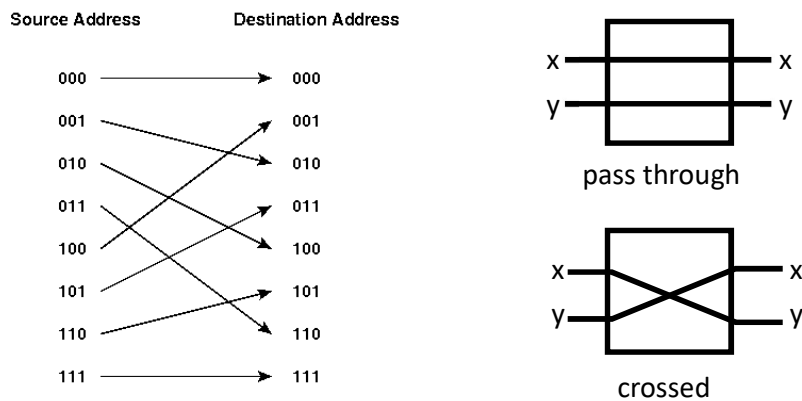 Source Address Destination Address
000 000
001 001
010 010
011 011
100 100
101 101
110 110
111 111
x x
y y
pass through
x x
y y
crossed